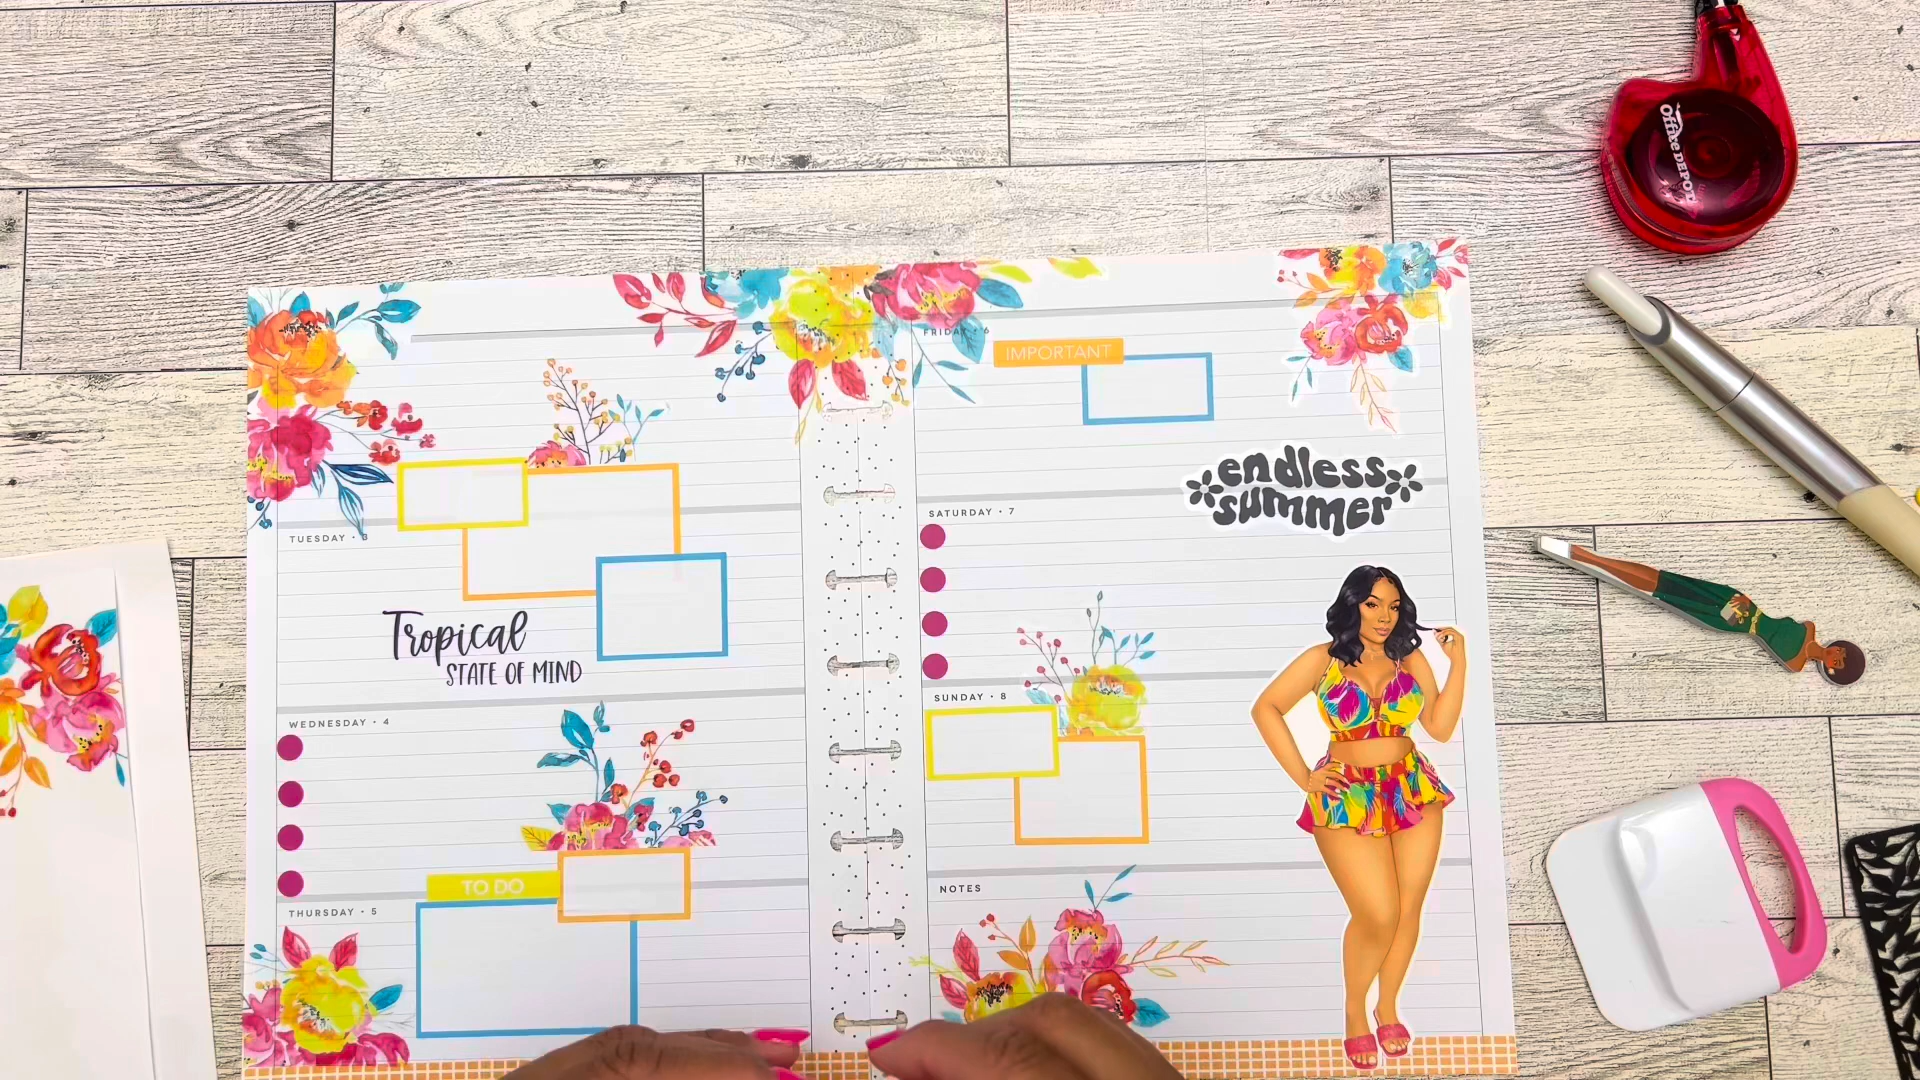 Office DEPOT
FRIDAY • 6
IMPORTANT
endless
summer
TUESDAY • 3
SATURDAY • 7
Tropical
STATE OF MIND
SUNDAY • 8
WEDNESDAY • 4
TO DO
NOTES
THURSDAY • 5